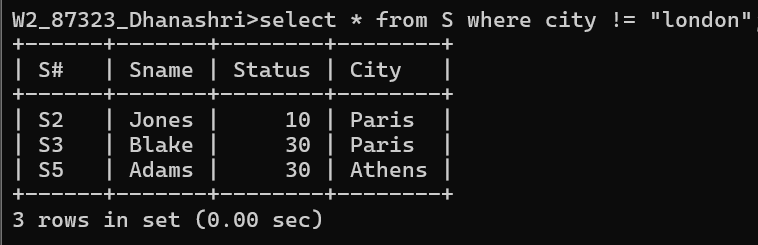 W2_87323_Dhanashri>select * from S where city != "london";
+------+-------+--------+--------+
| S#   | Sname | Status | City   |
+------+-------+--------+--------+
| S2   | Jones |     10 | Paris  |
| S3   | Blake |     30 | Paris  |
| S5   | Adams |     30 | Athens |
+------+-------+--------+--------+
3 rows in set (0.00 sec)